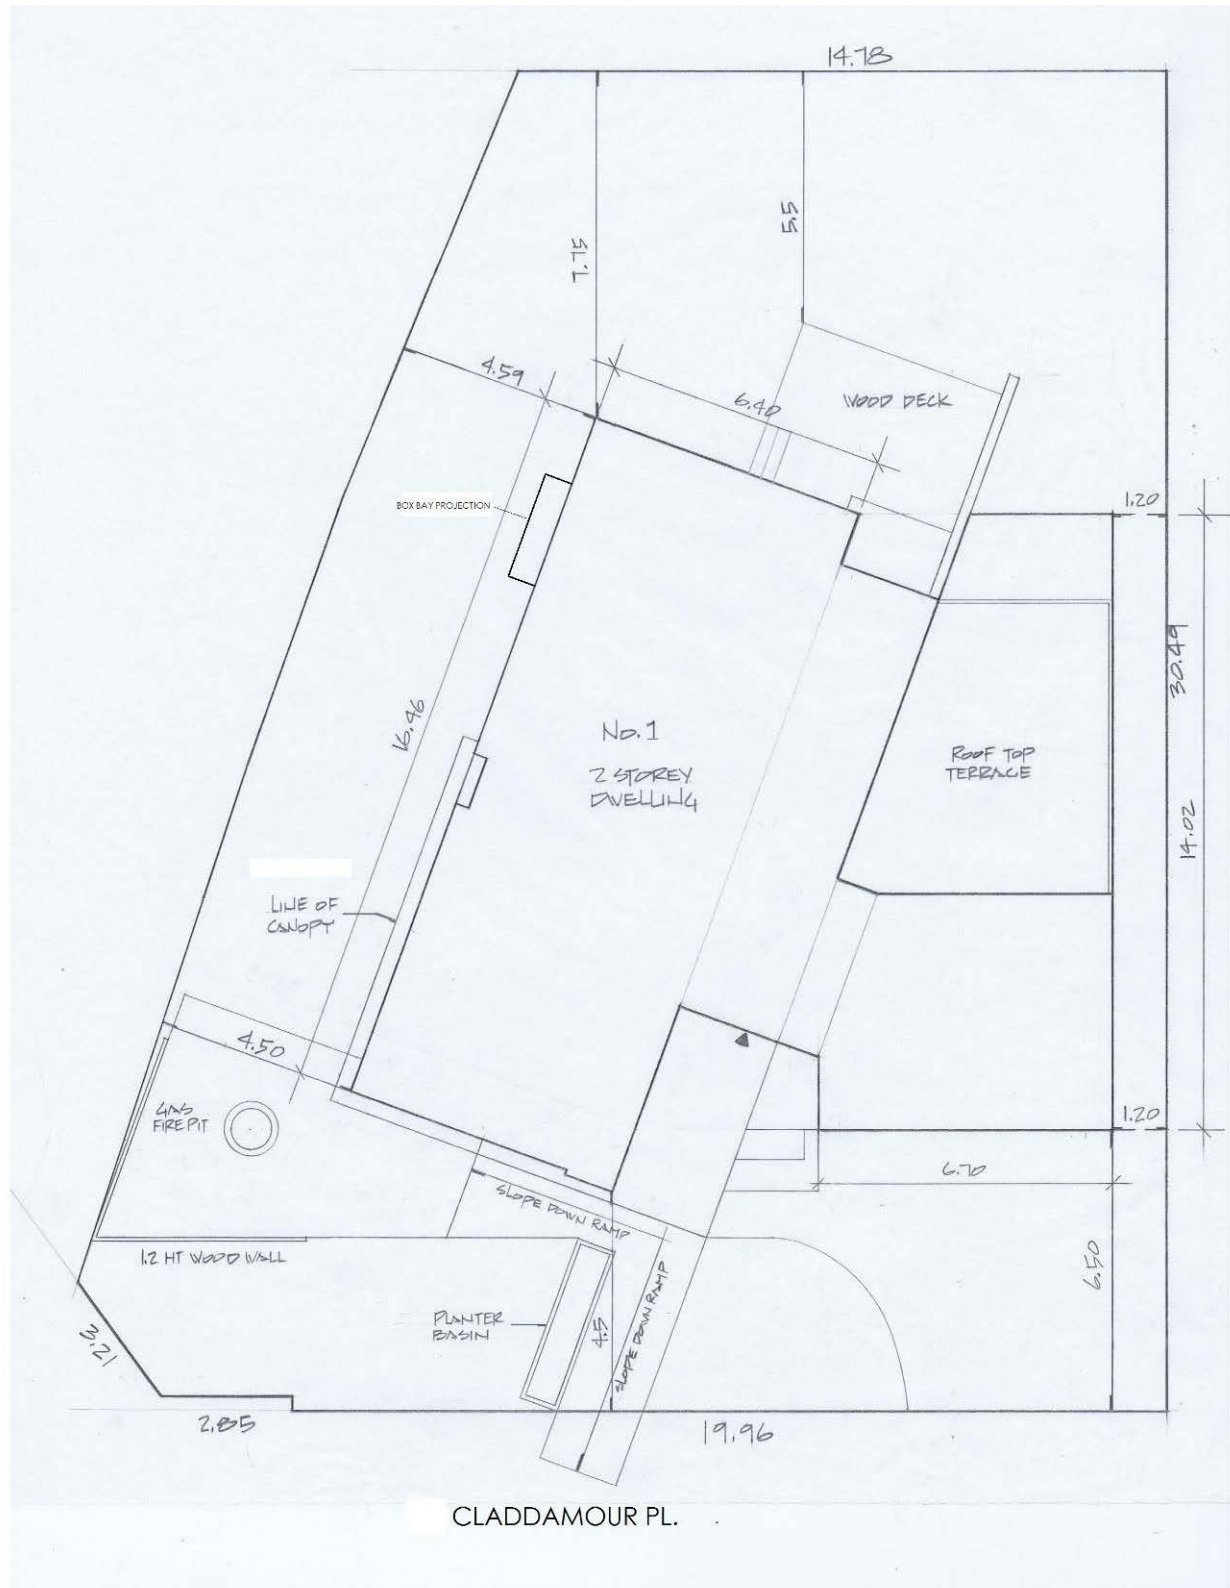 14.78
7.75
5.5
4.59
6.40
WOOD DECK
BOX BAY PROJECTION
1.20
30.49
16.46
No. 1
2 STOREY
DWELLING
ROOF TOP
TERRACE
14.02
LINE OF
CANOPY
4.50
GAS
FIRE PIT
1.20
6.70
SLOPE DOWN RAMP
1.2 HT WOOD WALL
6.50
PLANTER
BASIN
4.5
SLOPE DOWN RAMP
3.21
2.85
19.96
CLADDAMOUR PL.